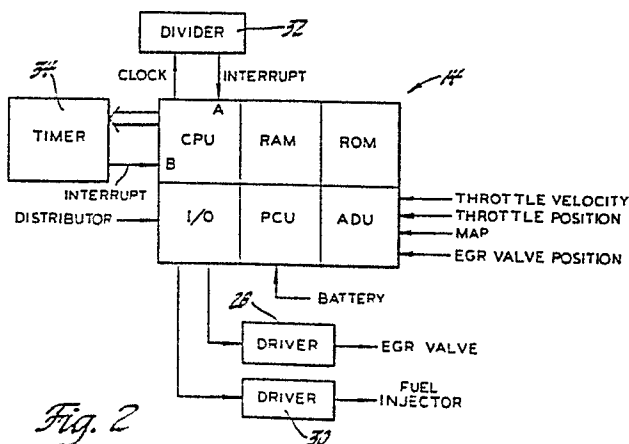 DIVIDER
32
CLOCK
INTERRUPT
34
14
TIMER
A
CPU
RAM
ROM
B
INTERRUPT
DISTRIBUTOR
I/O
PCU
ADU
THROTTLE VELOCITY
THROTTLE POSITION
MAP
EGR VALVE POSITION
BATTERY
28
DRIVER
EGR VALVE
DRIVER
FUEL
INJECTOR
30
Fig. 2